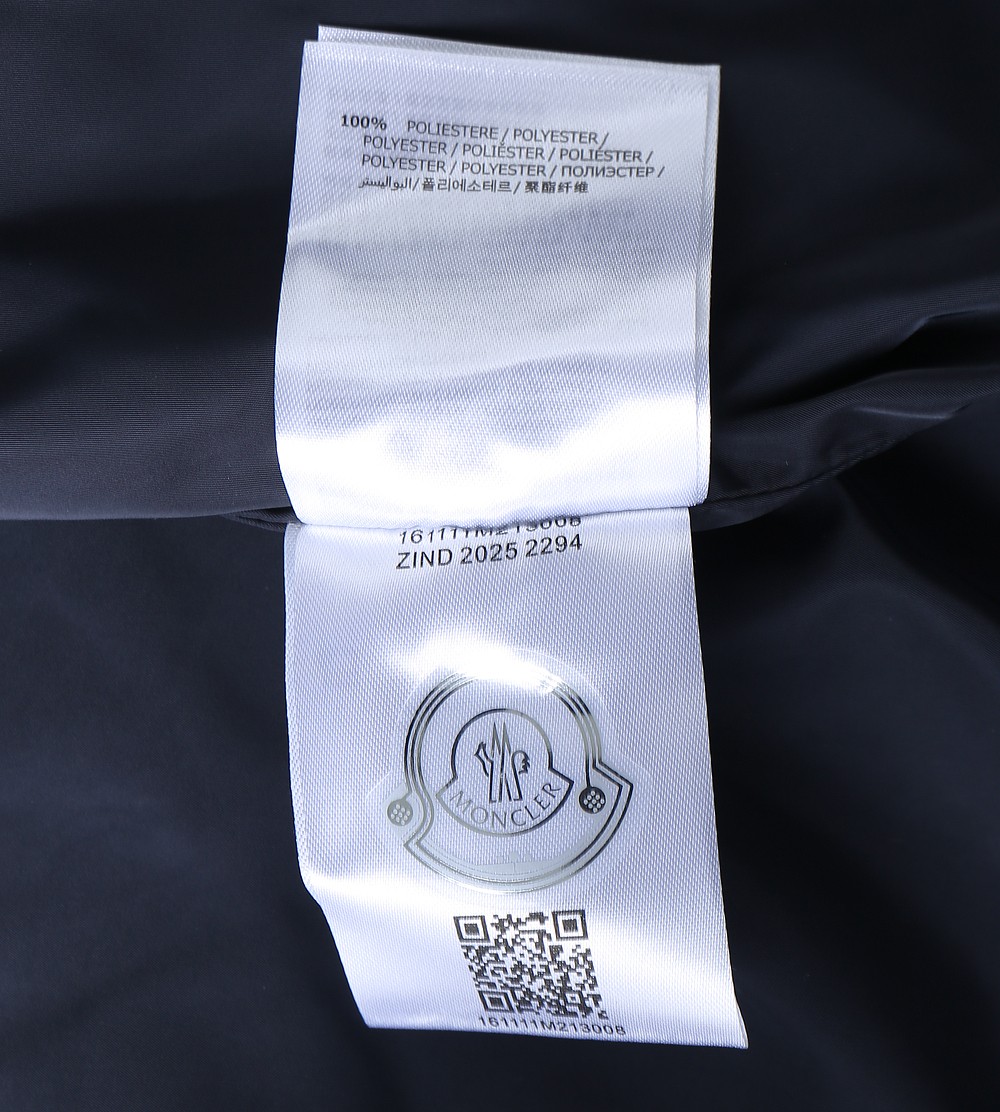 100% POLIESTERE / POLYESTER /
POLYESTER / POLIÉSTER / POLIÉSTER /
POLYESTER / POLYESTER / ПОЛИЭСТЕР /
البوليستر/폴리에스테르/ 聚酯纤维
161111M213008
ZIND 2025 2294
MONCLER
161111M213008